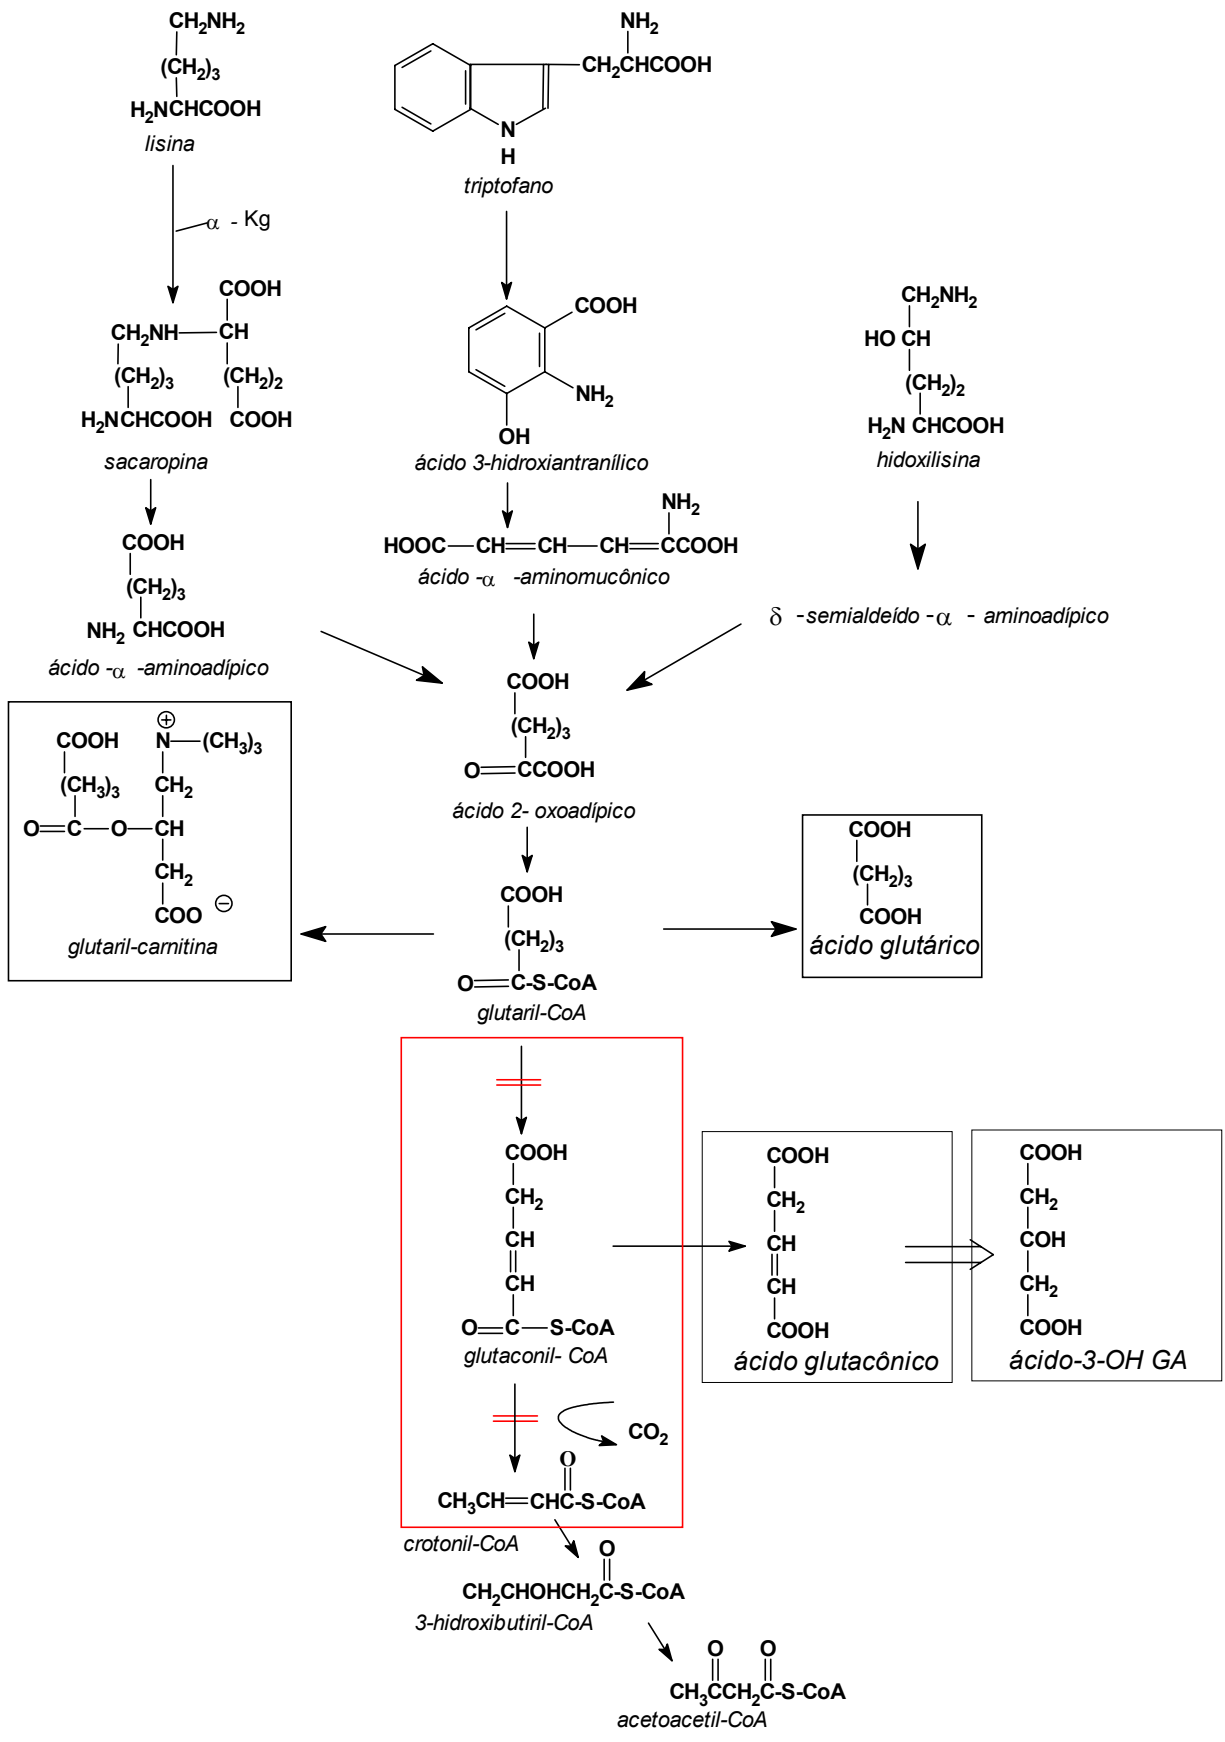 CH2NH2
(CH2)3
H2NCHCOOH
lisina
NH2
CH2CHCOOH
N
H
triptofano
α - Kg
COOH
CH2NH CH
(CH2)3 (CH2)2
H2NCHCOOH COOH
sacaropina
COOH
NH2
OH
ácido 3-hidroxiantranílico
CH2NH2
HO CH
(CH2)2
H2N CHCOOH
hidoxilisina
COOH
(CH2)3
NH2 CHCOOH
ácido -α -aminoadípico
NH2
HOOC CH CH CH CCOOH
ácido -α -aminomucônico
δ -semialdeído -α - aminoadípico
COOH
(CH2)3
O CCOOH
ácido 2- oxoadípico
+
COOH N (CH3)3
(CH3)3 CH2
O C O CH
CH2
COO −
glutaril-carnitina
COOH
(CH2)3
O C-S-CoA
glutaril-CoA
COOH
(CH2)3
COOH
ácido glutárico
COOH
CH2
CH
CH
O C S-CoA
glutaconil- CoA
COOH
CH2
CH
CH
COOH
ácido glutacônico
COOH
CH2
COH
CH2
COOH
ácido-3-OH GA
CO2
O
CH3CH CHC-S-CoA
crotonil-CoA
O
CH2CHOHCH2C-S-CoA
3-hidroxibutiril-CoA
O O
CH3CCH2C-S-CoA
acetoacetil-CoA